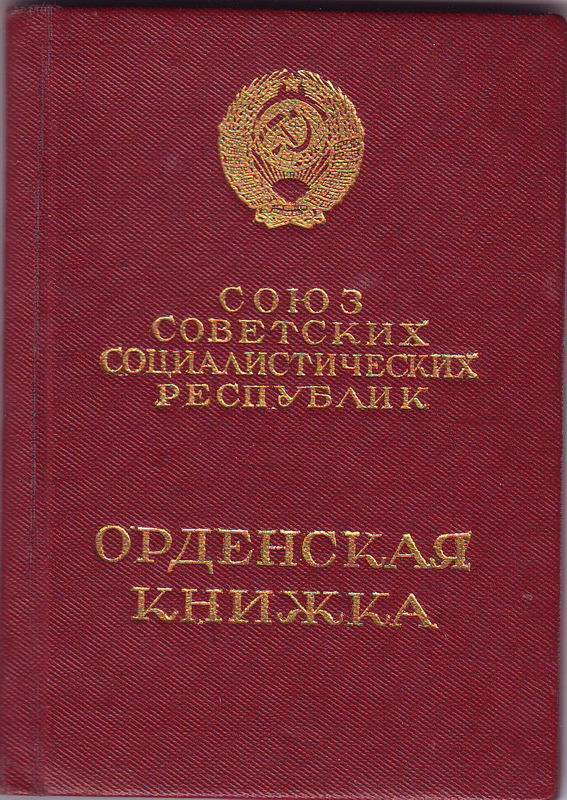 СОЮЗ
СОВЕТСКИХ
СОЦИАЛИСТИЧЕСКИХ
РЕСПУБЛИК
ОРДЕНСКАЯ
КНИЖКА